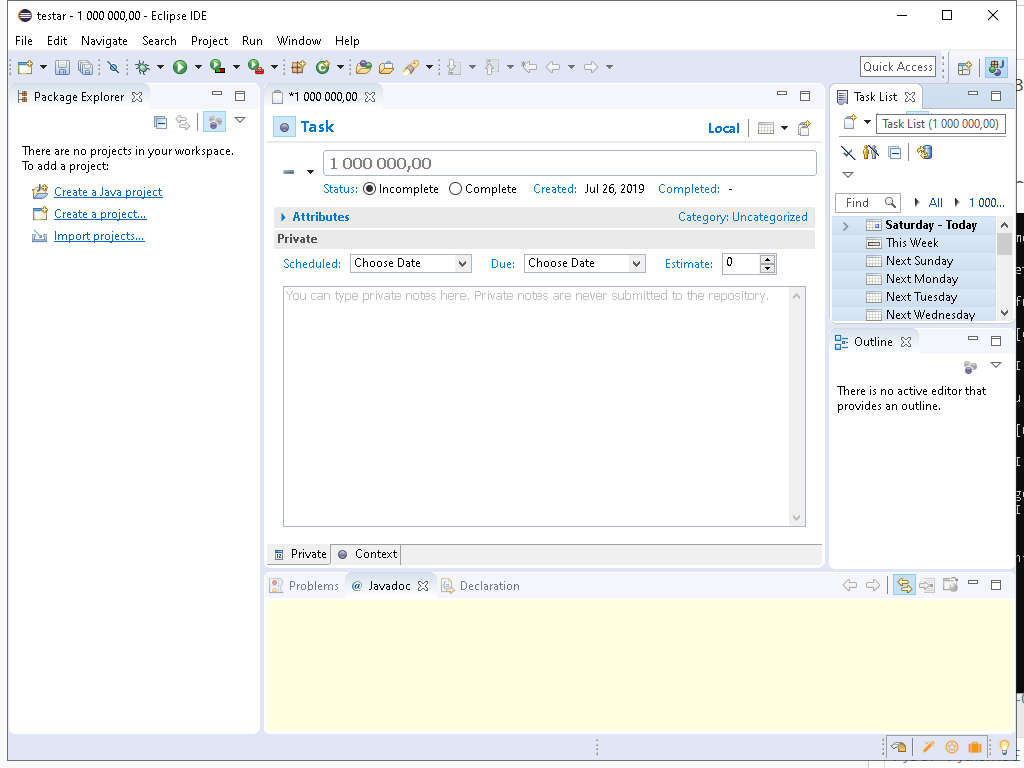 testar - 1 000 000,00 - Eclipse IDE
File Edit Navigate Search Project Run Window Help
Quick Access
Package Explorer
There are no projects in your workspace.
To add a project:
Create a Java project
Create a project...
Import projects...
*1 000 000,00
Task
Local
1 000 000,00
Status: Incomplete Complete Created: Jul 26, 2019 Completed: -
Attributes Category: Uncategorized
Private
Scheduled: Choose Date Due: Choose Date Estimate: 0
You can type private notes here. Private notes are never submitted to the repository.
Private Context
Problems @ Javadoc Declaration
Task List
Task List (1 000 000,00)
Find All 1 000...
Saturday - Today
This Week
Next Sunday
Next Monday
Next Tuesday
Next Wednesday
Outline
There is no active editor that
provides an outline.